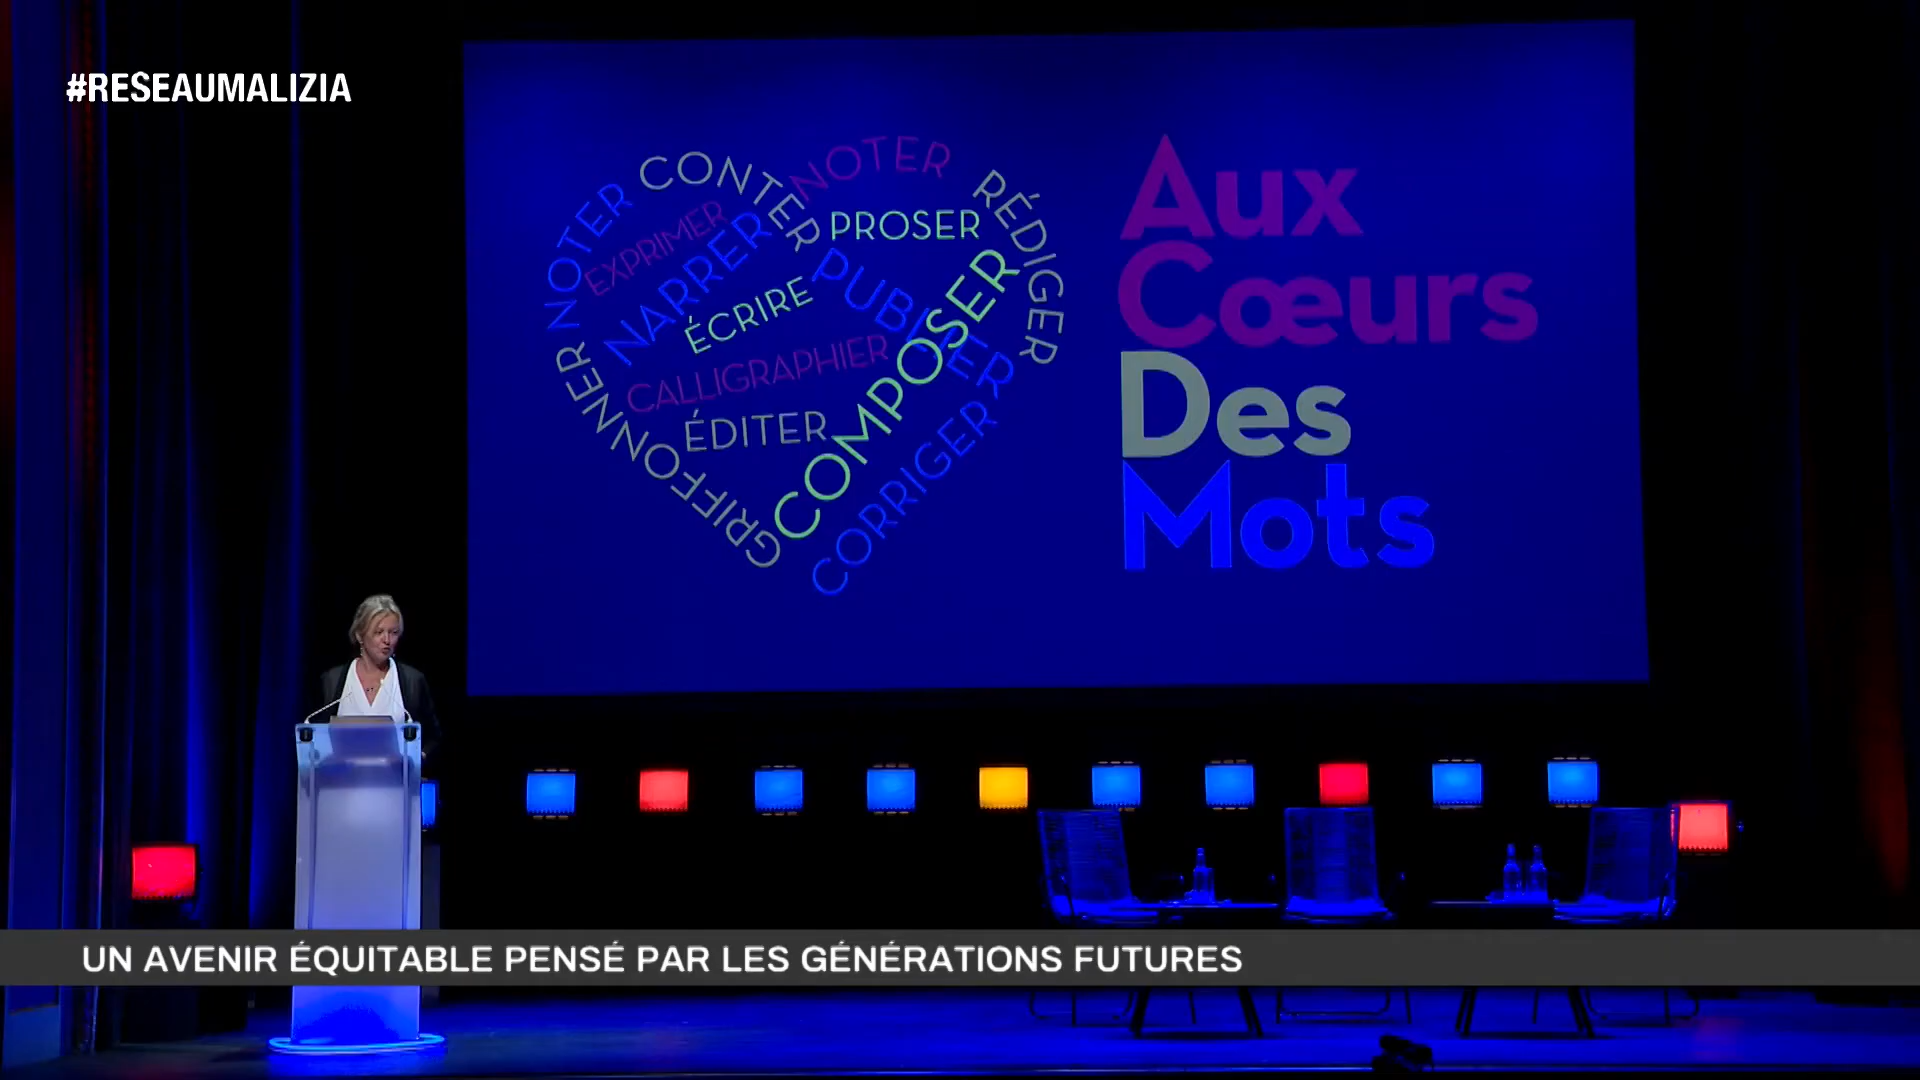 #RESEAUMALIZIA
CONTER
NOTER
RÉDIGER
NOTER
EXPRIMER
NARRER
PROSER
PUBLIER
ÉCRIRE
COMPOSER
CALLIGRAPHIER
ÉDITER
GRIFFONNER
CORRIGER
Aux
Cœurs
Des
Mots
UN AVENIR ÉQUITABLE PENSÉ PAR LES GÉNÉRATIONS FUTURES